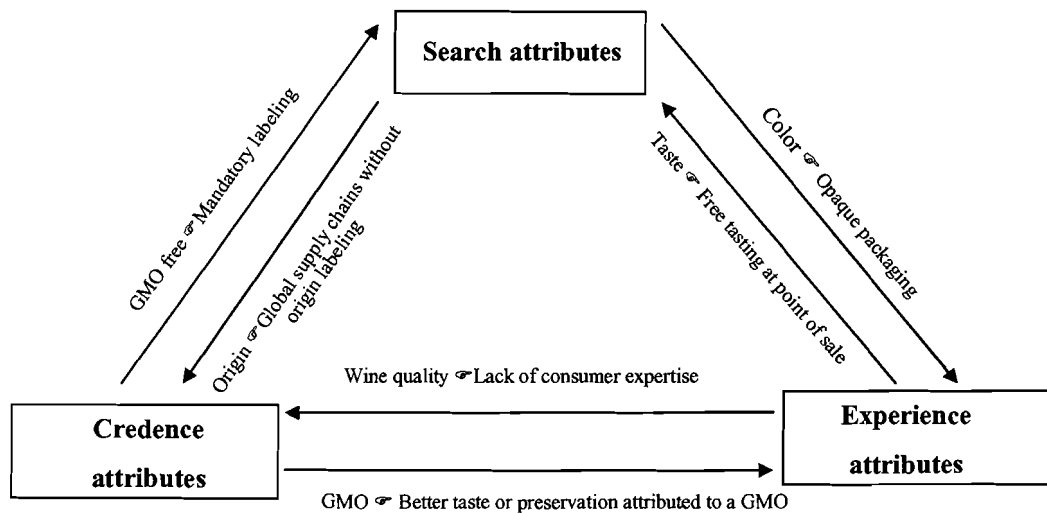 Search attributes
GMO free ☞ Mandatory labeling
Origin ☞ Global supply chains without
origin labeling
Taste ☞ Free tasting at point of sale
Color ☞ Opaque packaging
Wine quality ☞ Lack of consumer expertise
Credence
attributes
Experience
attributes
GMO ☞ Better taste or preservation attributed to a GMO